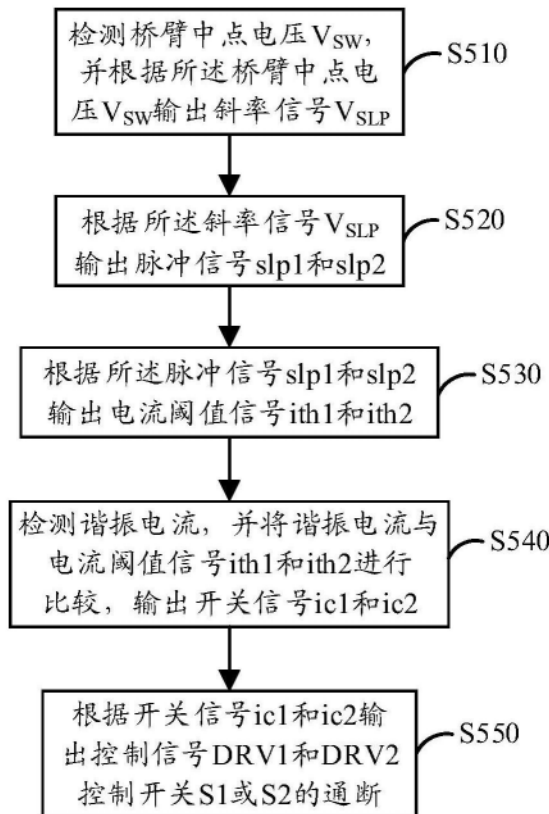 检测桥臂中点电压VSW,
并根据所述桥臂中点电
压VSW输出斜率信号VSLP
S510
根据所述斜率信号VSLP
输出脉冲信号slp1和slp2
S520
根据所述脉冲信号slp1和slp2
输出电流阈值信号ith1和ith2
S530
检测谐振电流，并将谐振电流与
电流阈值信号ith1和ith2进行
比较，输出开关信号ic1和ic2
S540
根据开关信号ic1和ic2输
出控制信号DRV1和DRV2
控制开关S1或S2的通断
S550